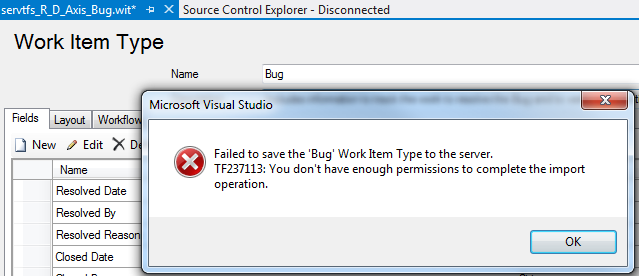 servtfs_R_D_Axis_Bug.wit*
Source Control Explorer - Disconnected
Work Item Type
Name
Bug
Microsoft Visual Studio
Failed to save the 'Bug' Work Item Type to the server.
TF237113: You don't have enough permissions to complete the import
operation.
OK
Fields
Layout
Workflow
New
Edit
Name
Resolved Date
Resolved By
Resolved Reason
Closed Date